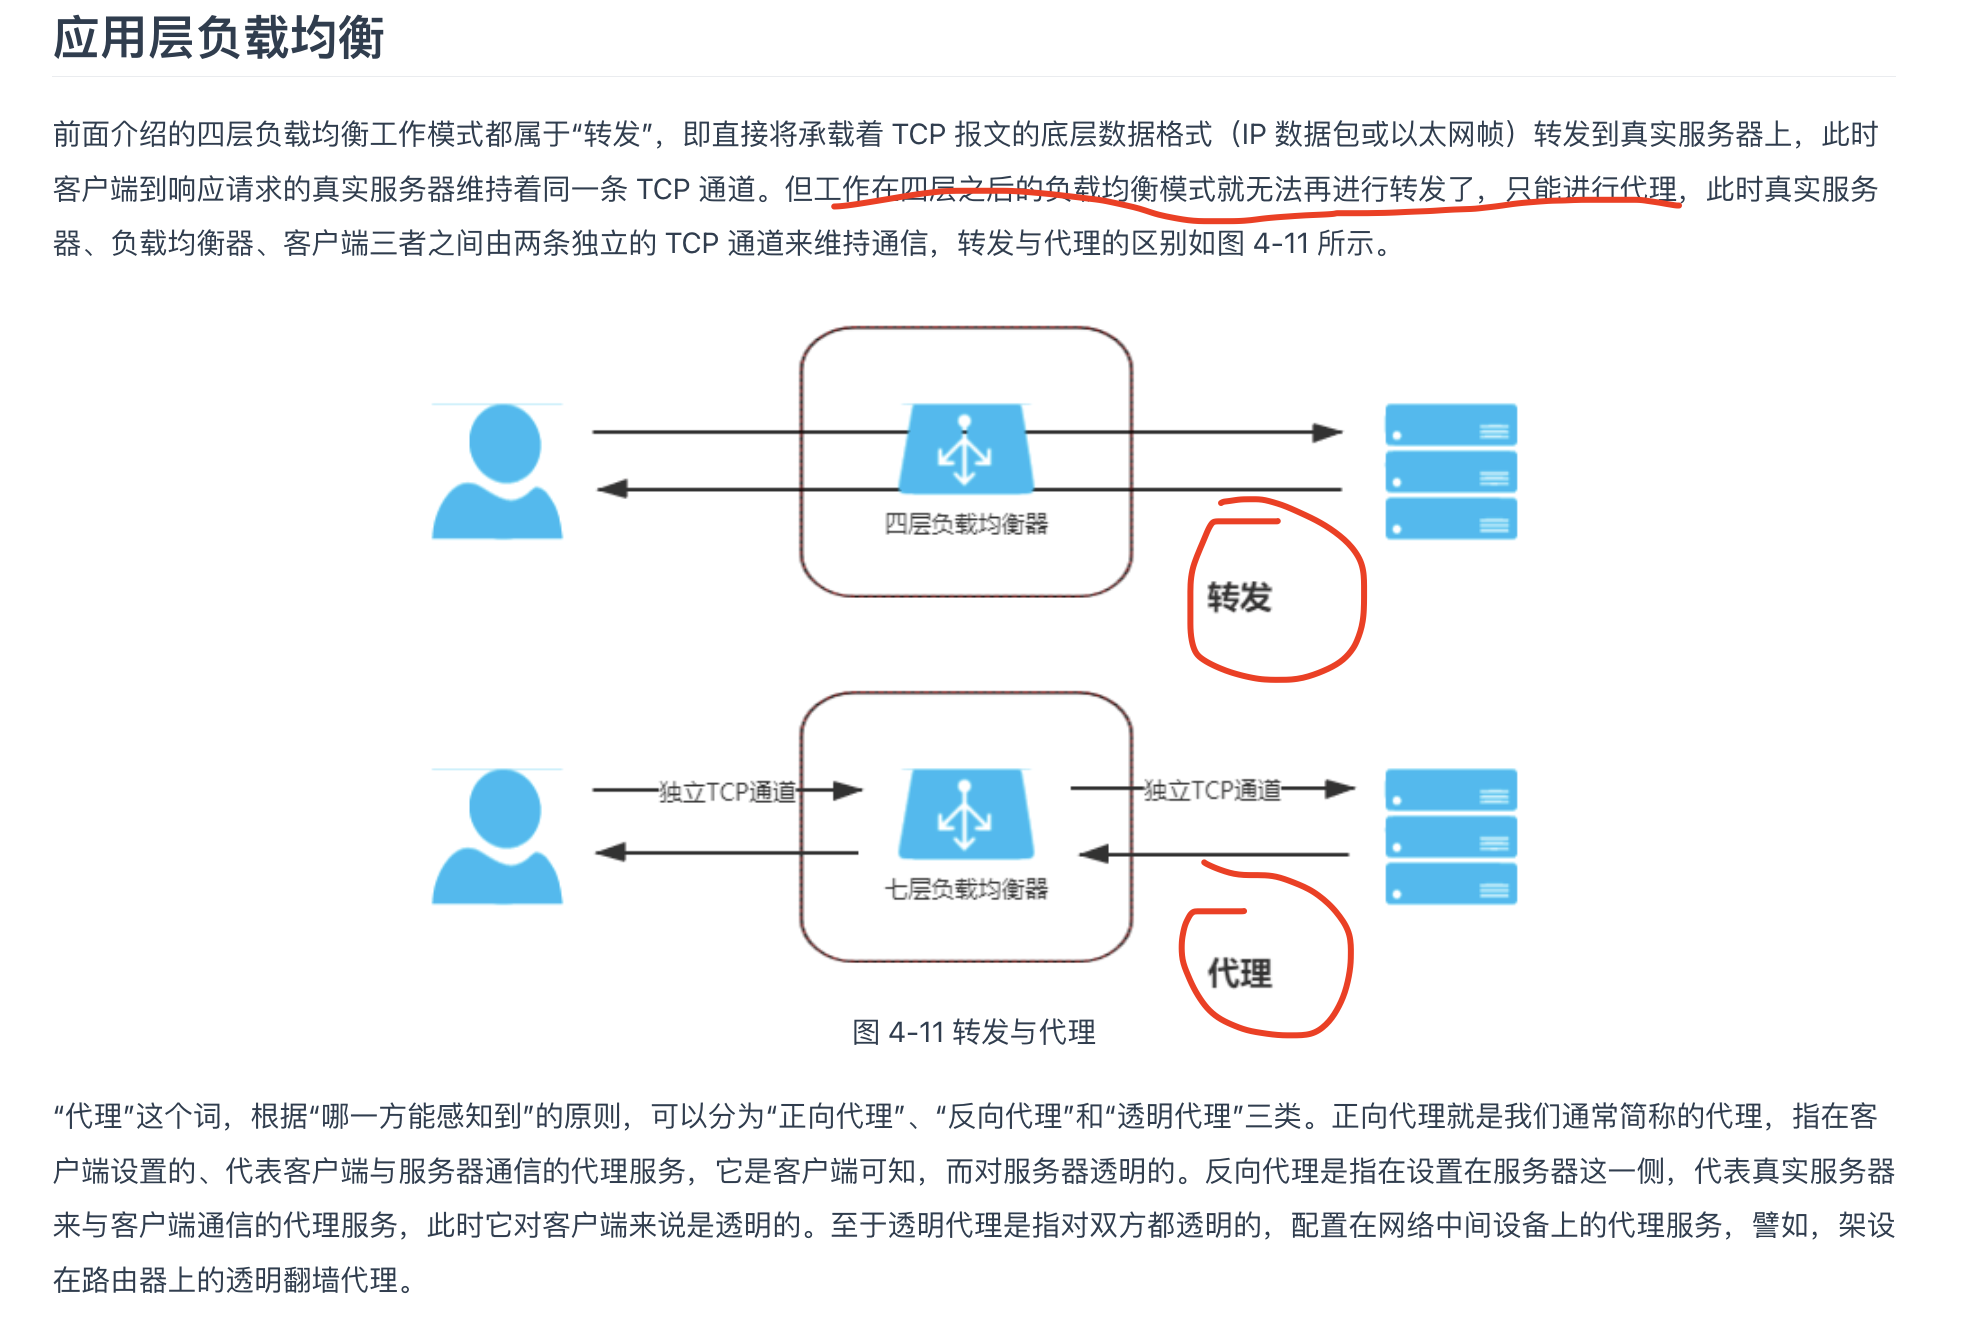 应用层负载均衡
前面介绍的四层负载均衡工作模式都属于“转发”，即直接将承载着 TCP 报文的底层数据格式（IP 数据包或以太网帧）转发到真实服务器上，此时
客户端到响应请求的真实服务器维持着同一条 TCP 通道。但工作在四层之后的负载均衡模式就无法再进行转发了，只能进行代理，此时真实服务
器、负载均衡器、客户端三者之间由两条独立的 TCP 通道来维持通信，转发与代理的区别如图 4-11 所示。
四层负载均衡器
转发
独立TCP通道
独立TCP通道
七层负载均衡器
代理
图 4-11 转发与代理
“代理”这个词，根据“哪一方能感知到”的原则，可以分为“正向代理”、“反向代理”和“透明代理”三类。正向代理就是我们通常简称的代理，指在客
户端设置的、代表客户端与服务器通信的代理服务，它是客户端可知，而对服务器透明的。反向代理是指在设置在服务器这一侧，代表真实服务器
来与客户端通信的代理服务，此时它对客户端来说是透明的。至于透明代理是指对双方都透明的，配置在网络中间设备上的代理服务，譬如，架设
在路由器上的透明翻墙代理。